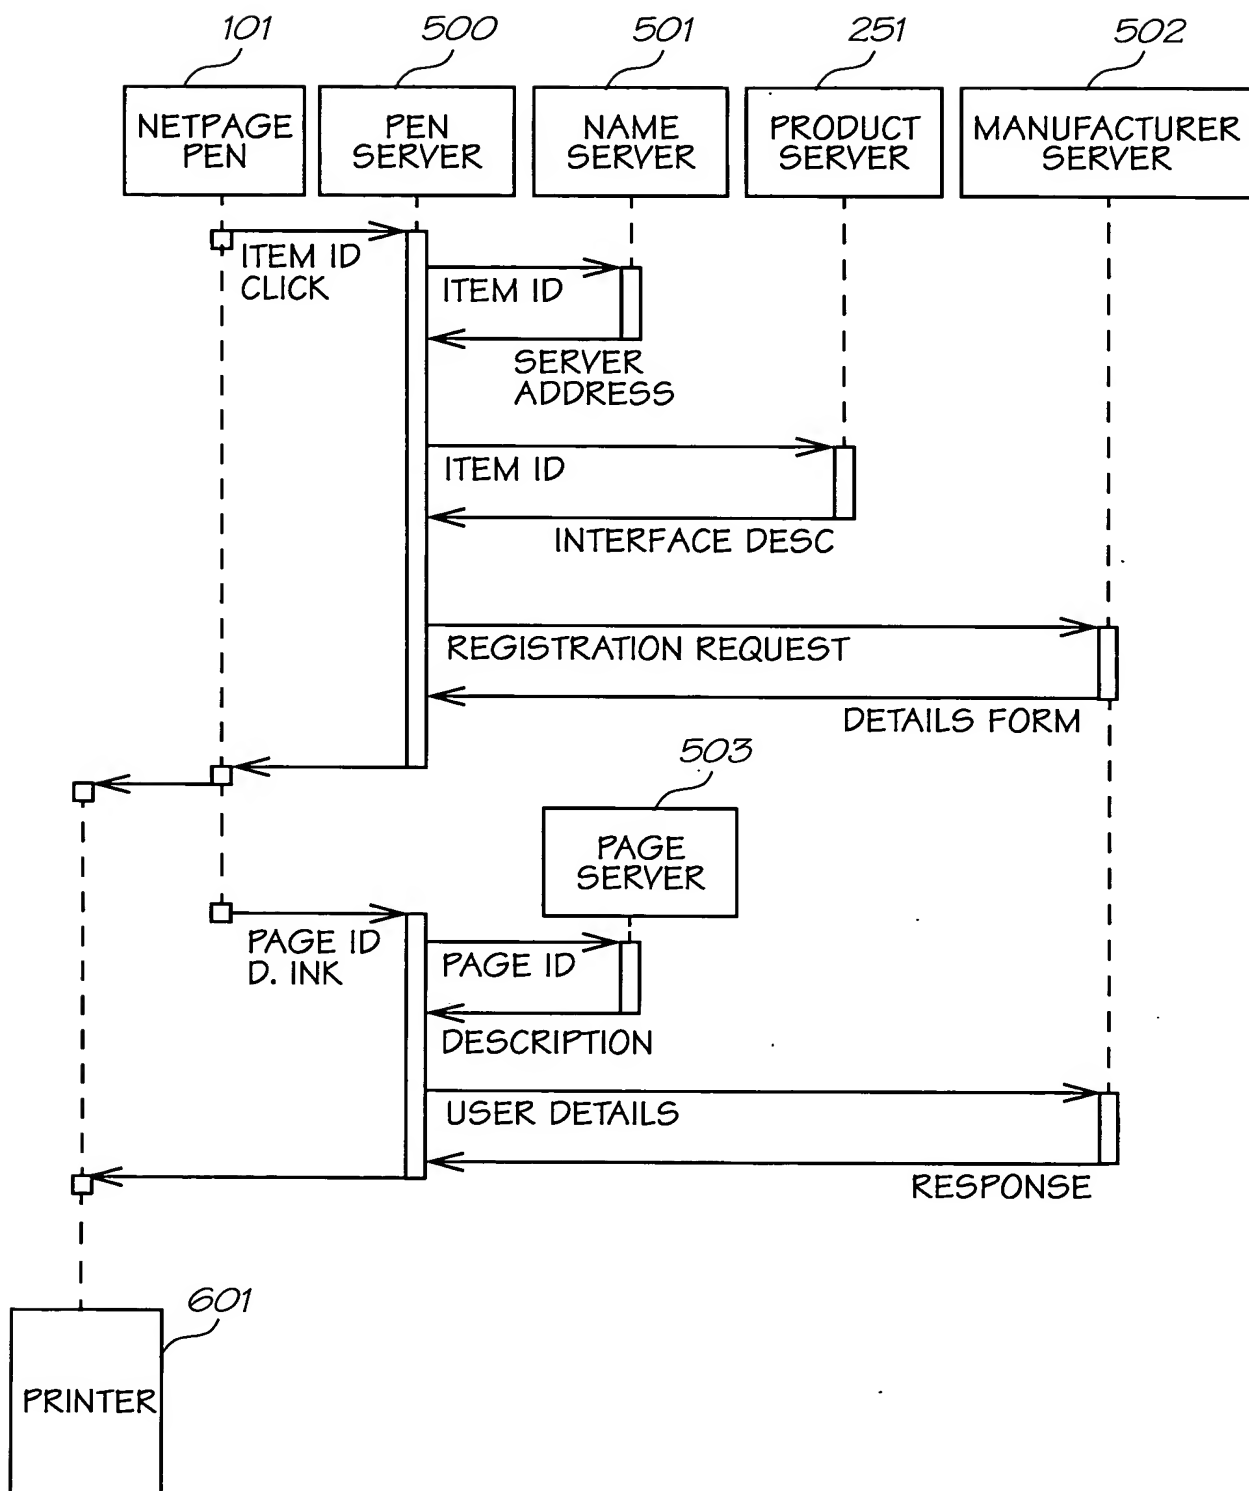 101
500
501
251
502
NETPAGE
PEN
PEN
SERVER
NAME
SERVER
PRODUCT
SERVER
MANUFACTURER
SERVER
ITEM ID
CLICK
ITEM ID
SERVER
ADDRESS
ITEM ID
INTERFACE DESC
REGISTRATION REQUEST
DETAILS FORM
503
PAGE
SERVER
PAGE ID
D. INK
PAGE ID
DESCRIPTION
USER DETAILS
RESPONSE
601
PRINTER